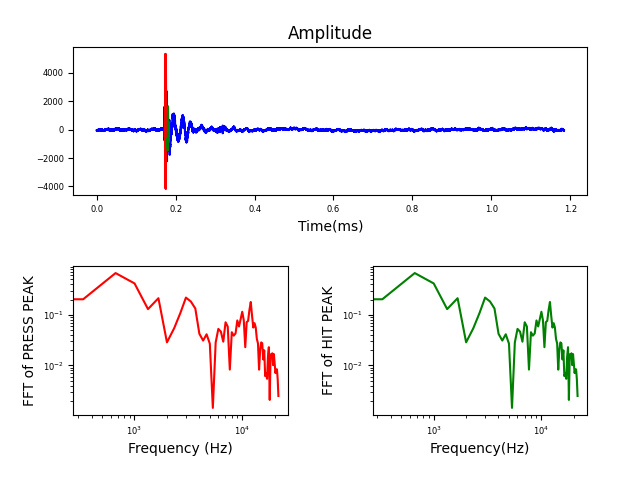 Amplitude
4000
2000
0
−2000
−4000
0.0 0.2 0.4 0.6 0.8 1.0 1.2
Time(ms)
FFT of PRESS PEAK
10⁻¹
10⁻²
10³ 10⁴
Frequency (Hz)
FFT of HIT PEAK
10⁻¹
10⁻²
10³ 10⁴
Frequency(Hz)